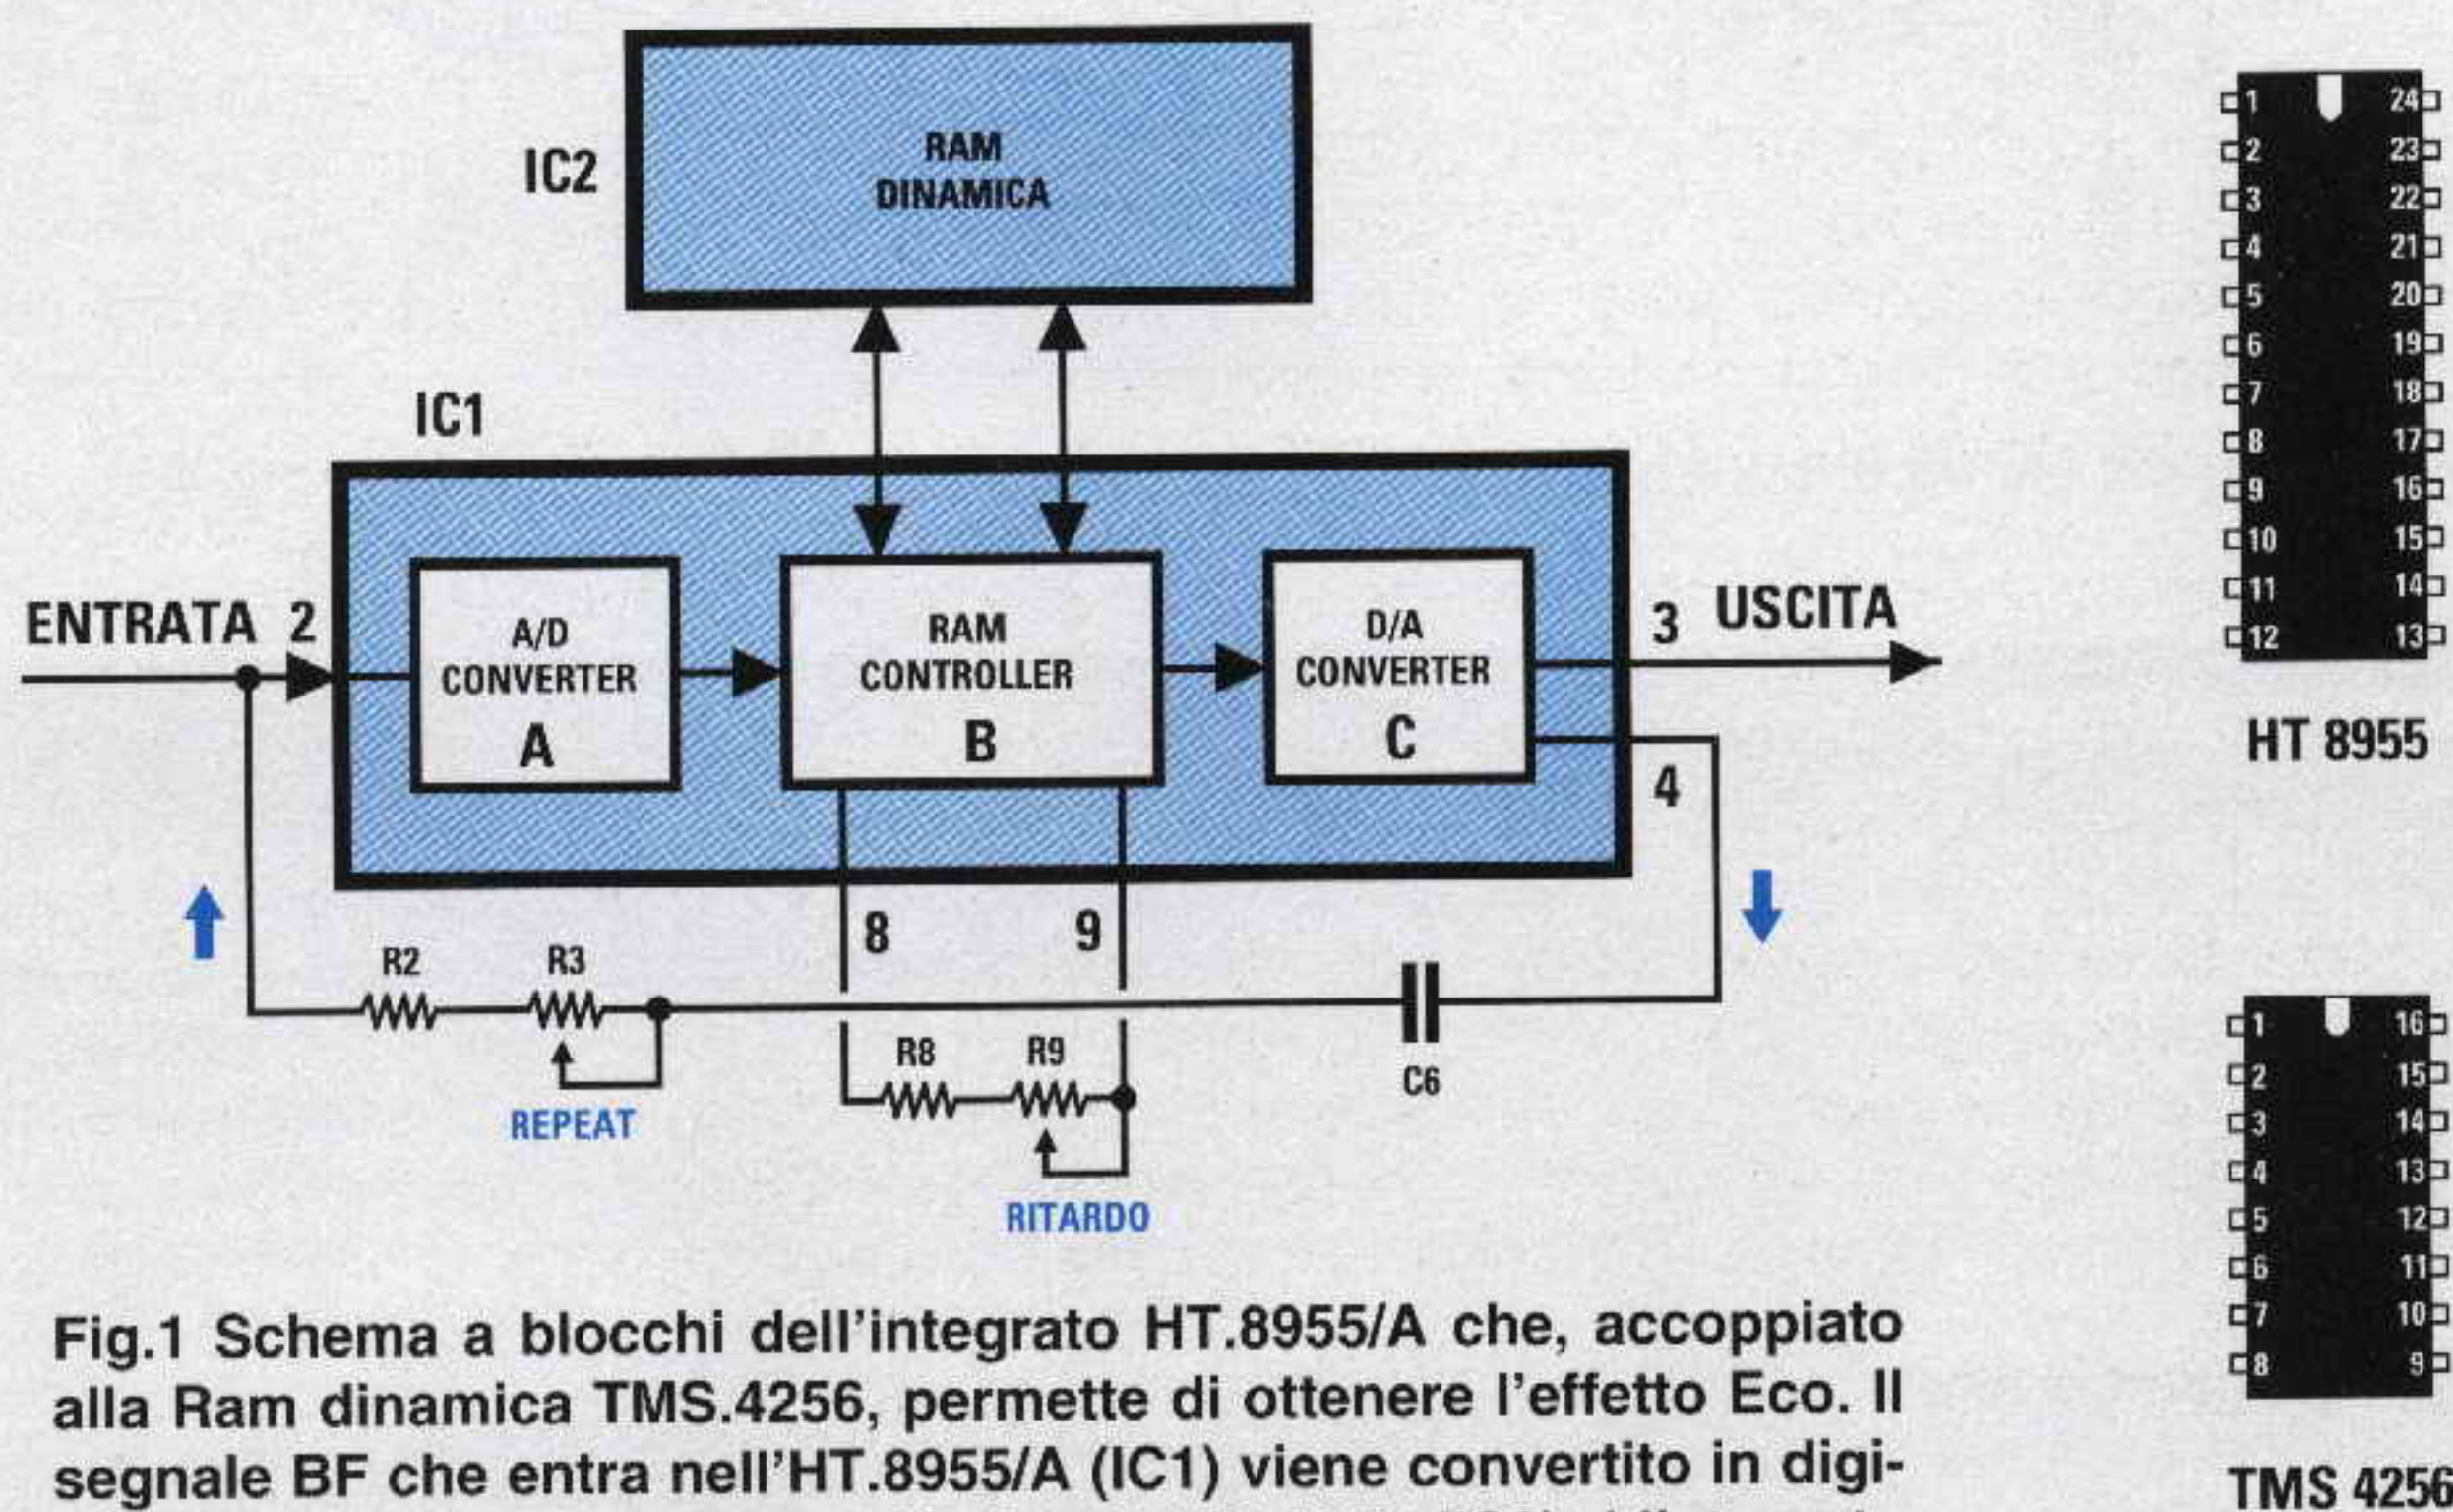 RAM
DINAMICA
IC2
IC1
ENTRATA 2
A/D
CONVERTER
A
RAM
CONTROLLER
B
D/A
CONVERTER
C
3 USCITA
4
8
9
R2
R3
REPEAT
R8
R9
RITARDO
C6
1 24
2 23
3 22
4 21
5 20
6 19
7 18
8 17
9 16
10 15
11 14
12 13
HT 8955
1 16
2 15
3 14
4 13
5 12
6 11
7 10
8 9
TMS 4256
Fig.1 Schema a blocchi dell'integrato HT.8955/A che, accoppiato
alla Ram dinamica TMS.4256, permette di ottenere l'effetto Eco. Il
segnale BF che entra nell'HT.8955/A (IC1) viene convertito in digi-